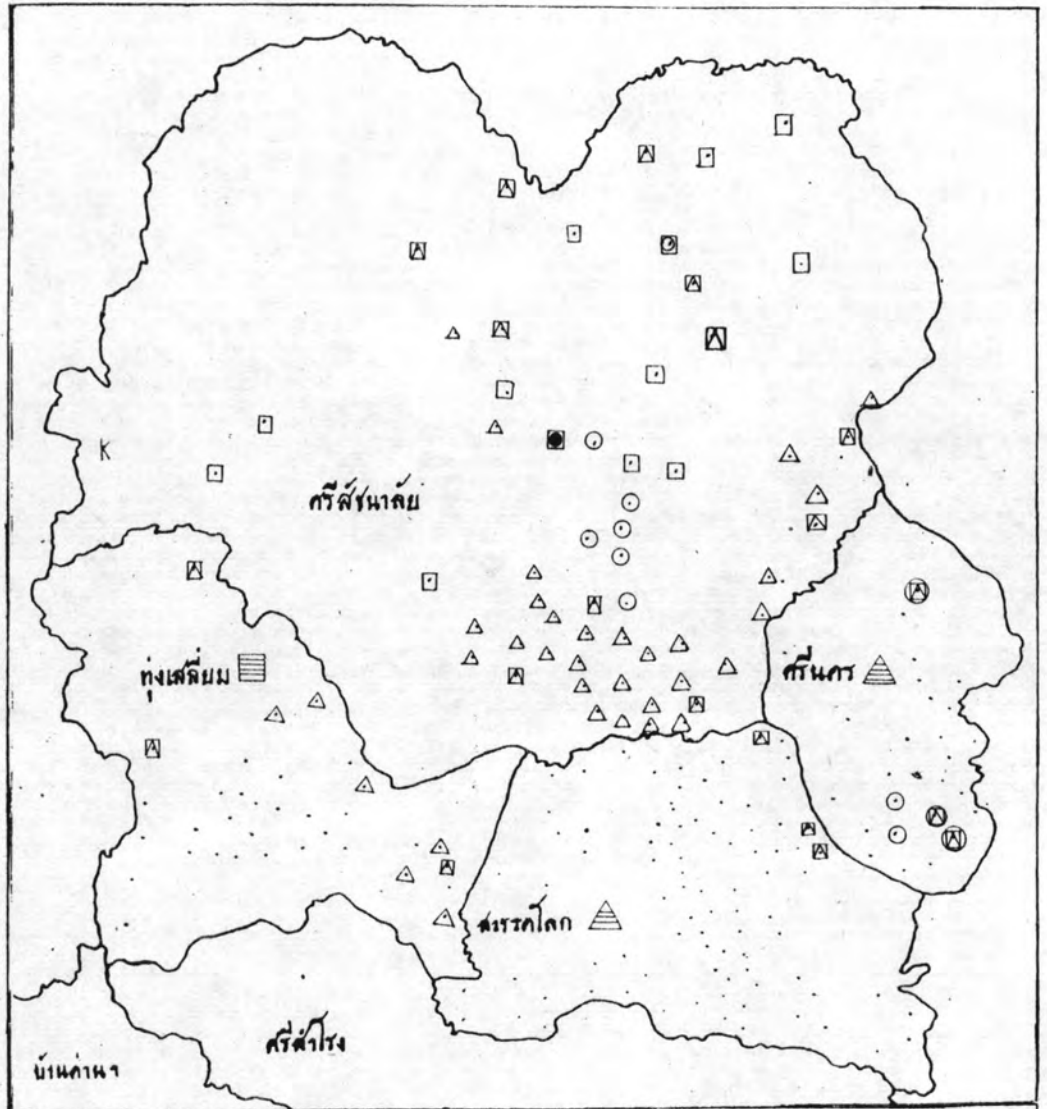 K
ศรีสัชนาลัย
ทุ่งเสลี่ยม
ศรีนคร
สวรรคโลก
ศรีสำโรง
บ้านด่านฯ